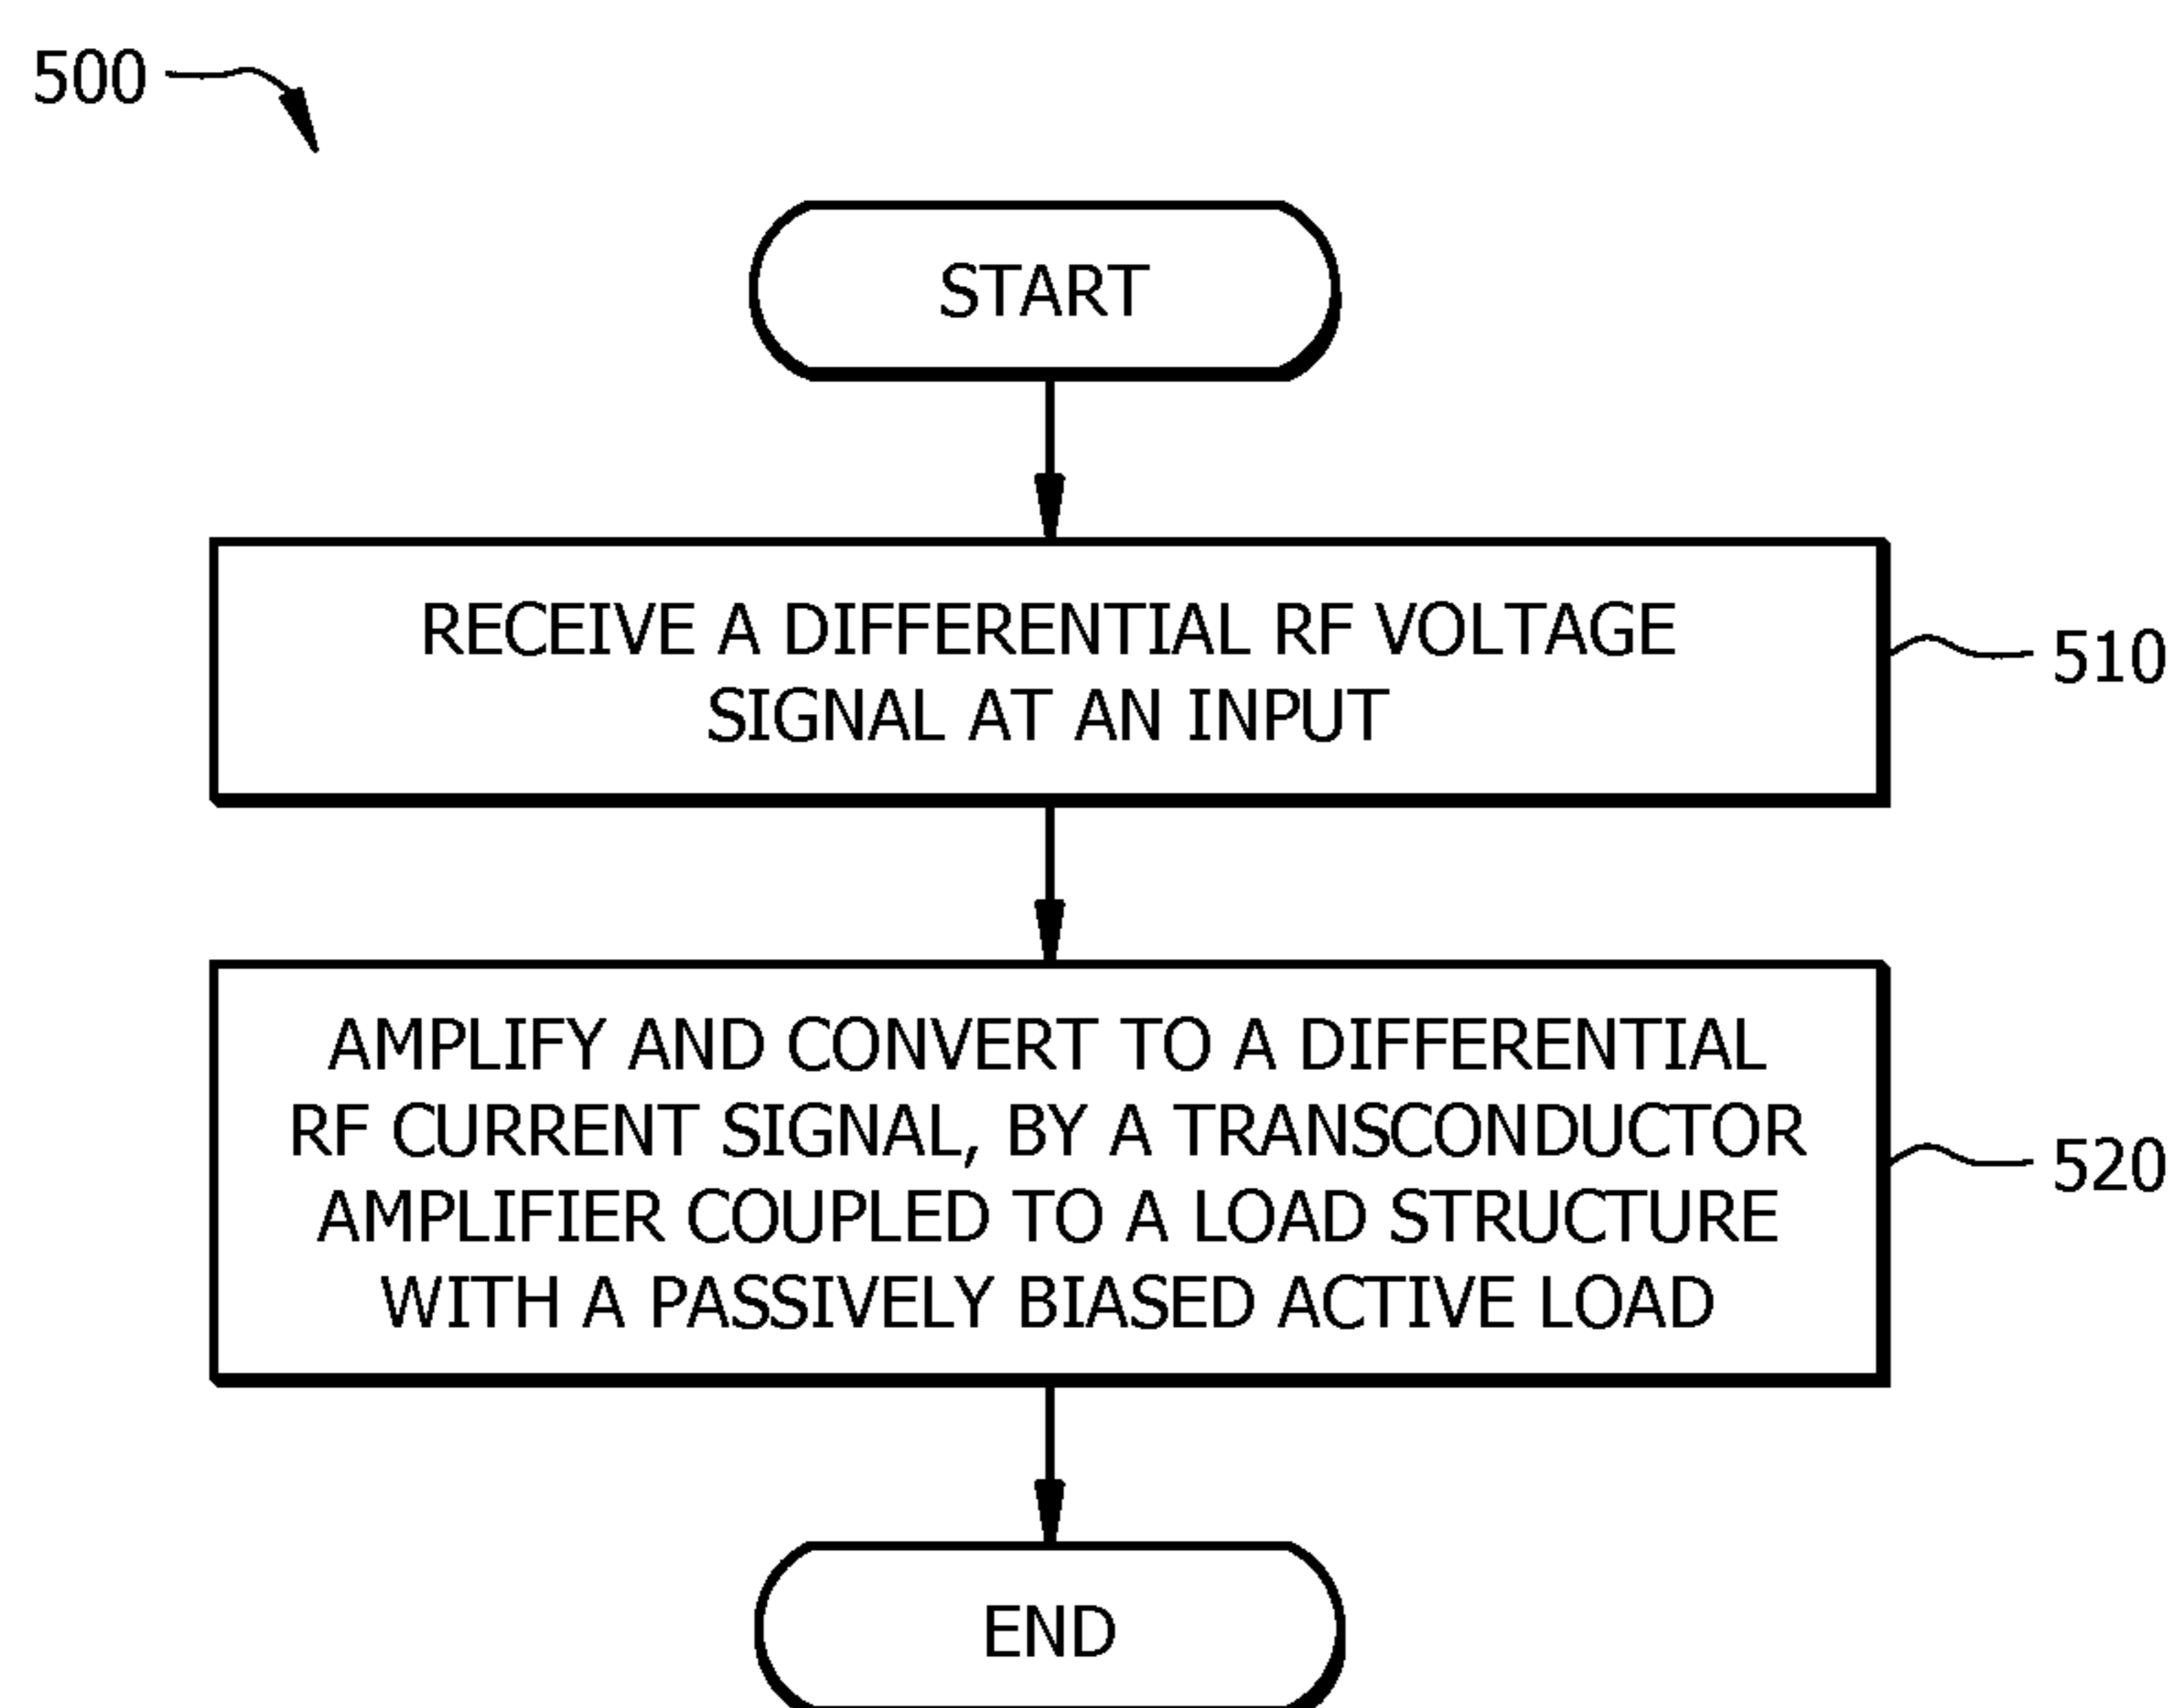 500
START
RECEIVE A DIFFERENTIAL RF VOLTAGE
SIGNAL AT AN INPUT
510
AMPLIFY AND CONVERT TO A DIFFERENTIAL
RF CURRENT SIGNAL, BY A TRANSCONDUCTOR
AMPLIFIER COUPLED TO A LOAD STRUCTURE
WITH A PASSIVELY BIASED ACTIVE LOAD
520
END